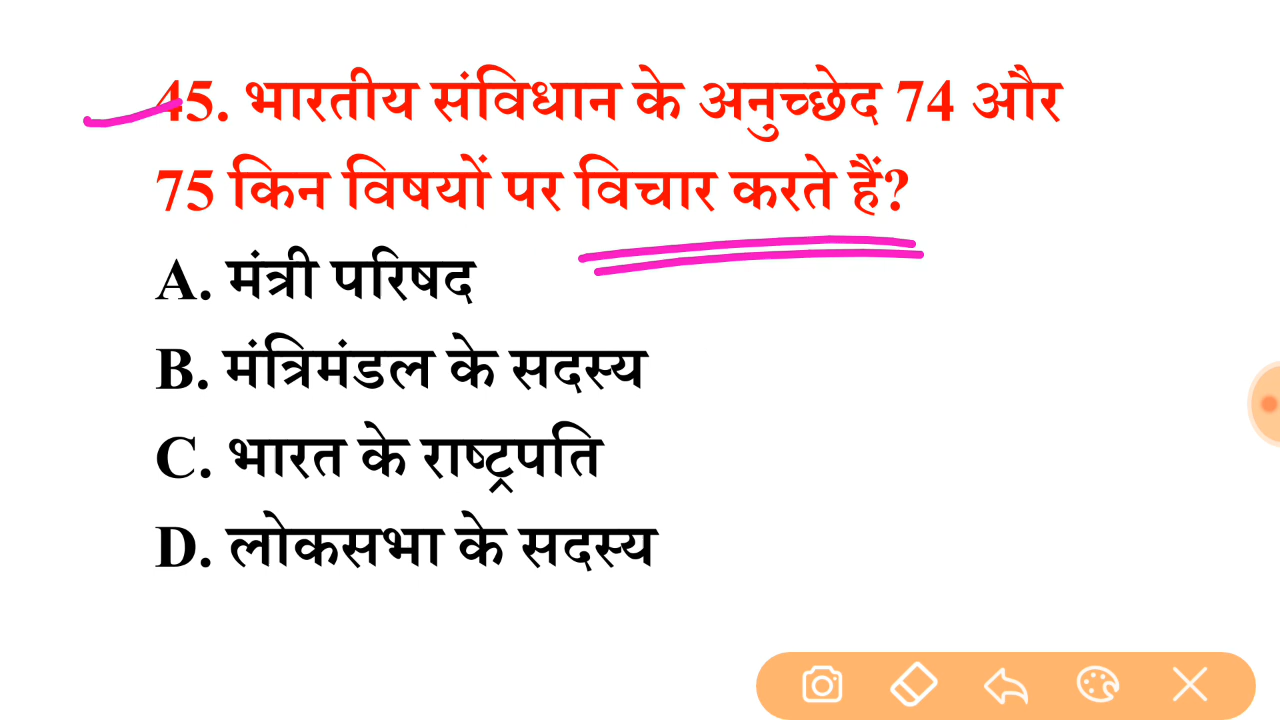 45. भारतीय संविधान के अनुच्छेद 74 और
75 किन विषयों पर विचार करते हैं?
A. मंत्री परिषद
B. मंत्रिमंडल के सदस्य
C. भारत के राष्ट्रपति
D. लोकसभा के सदस्य